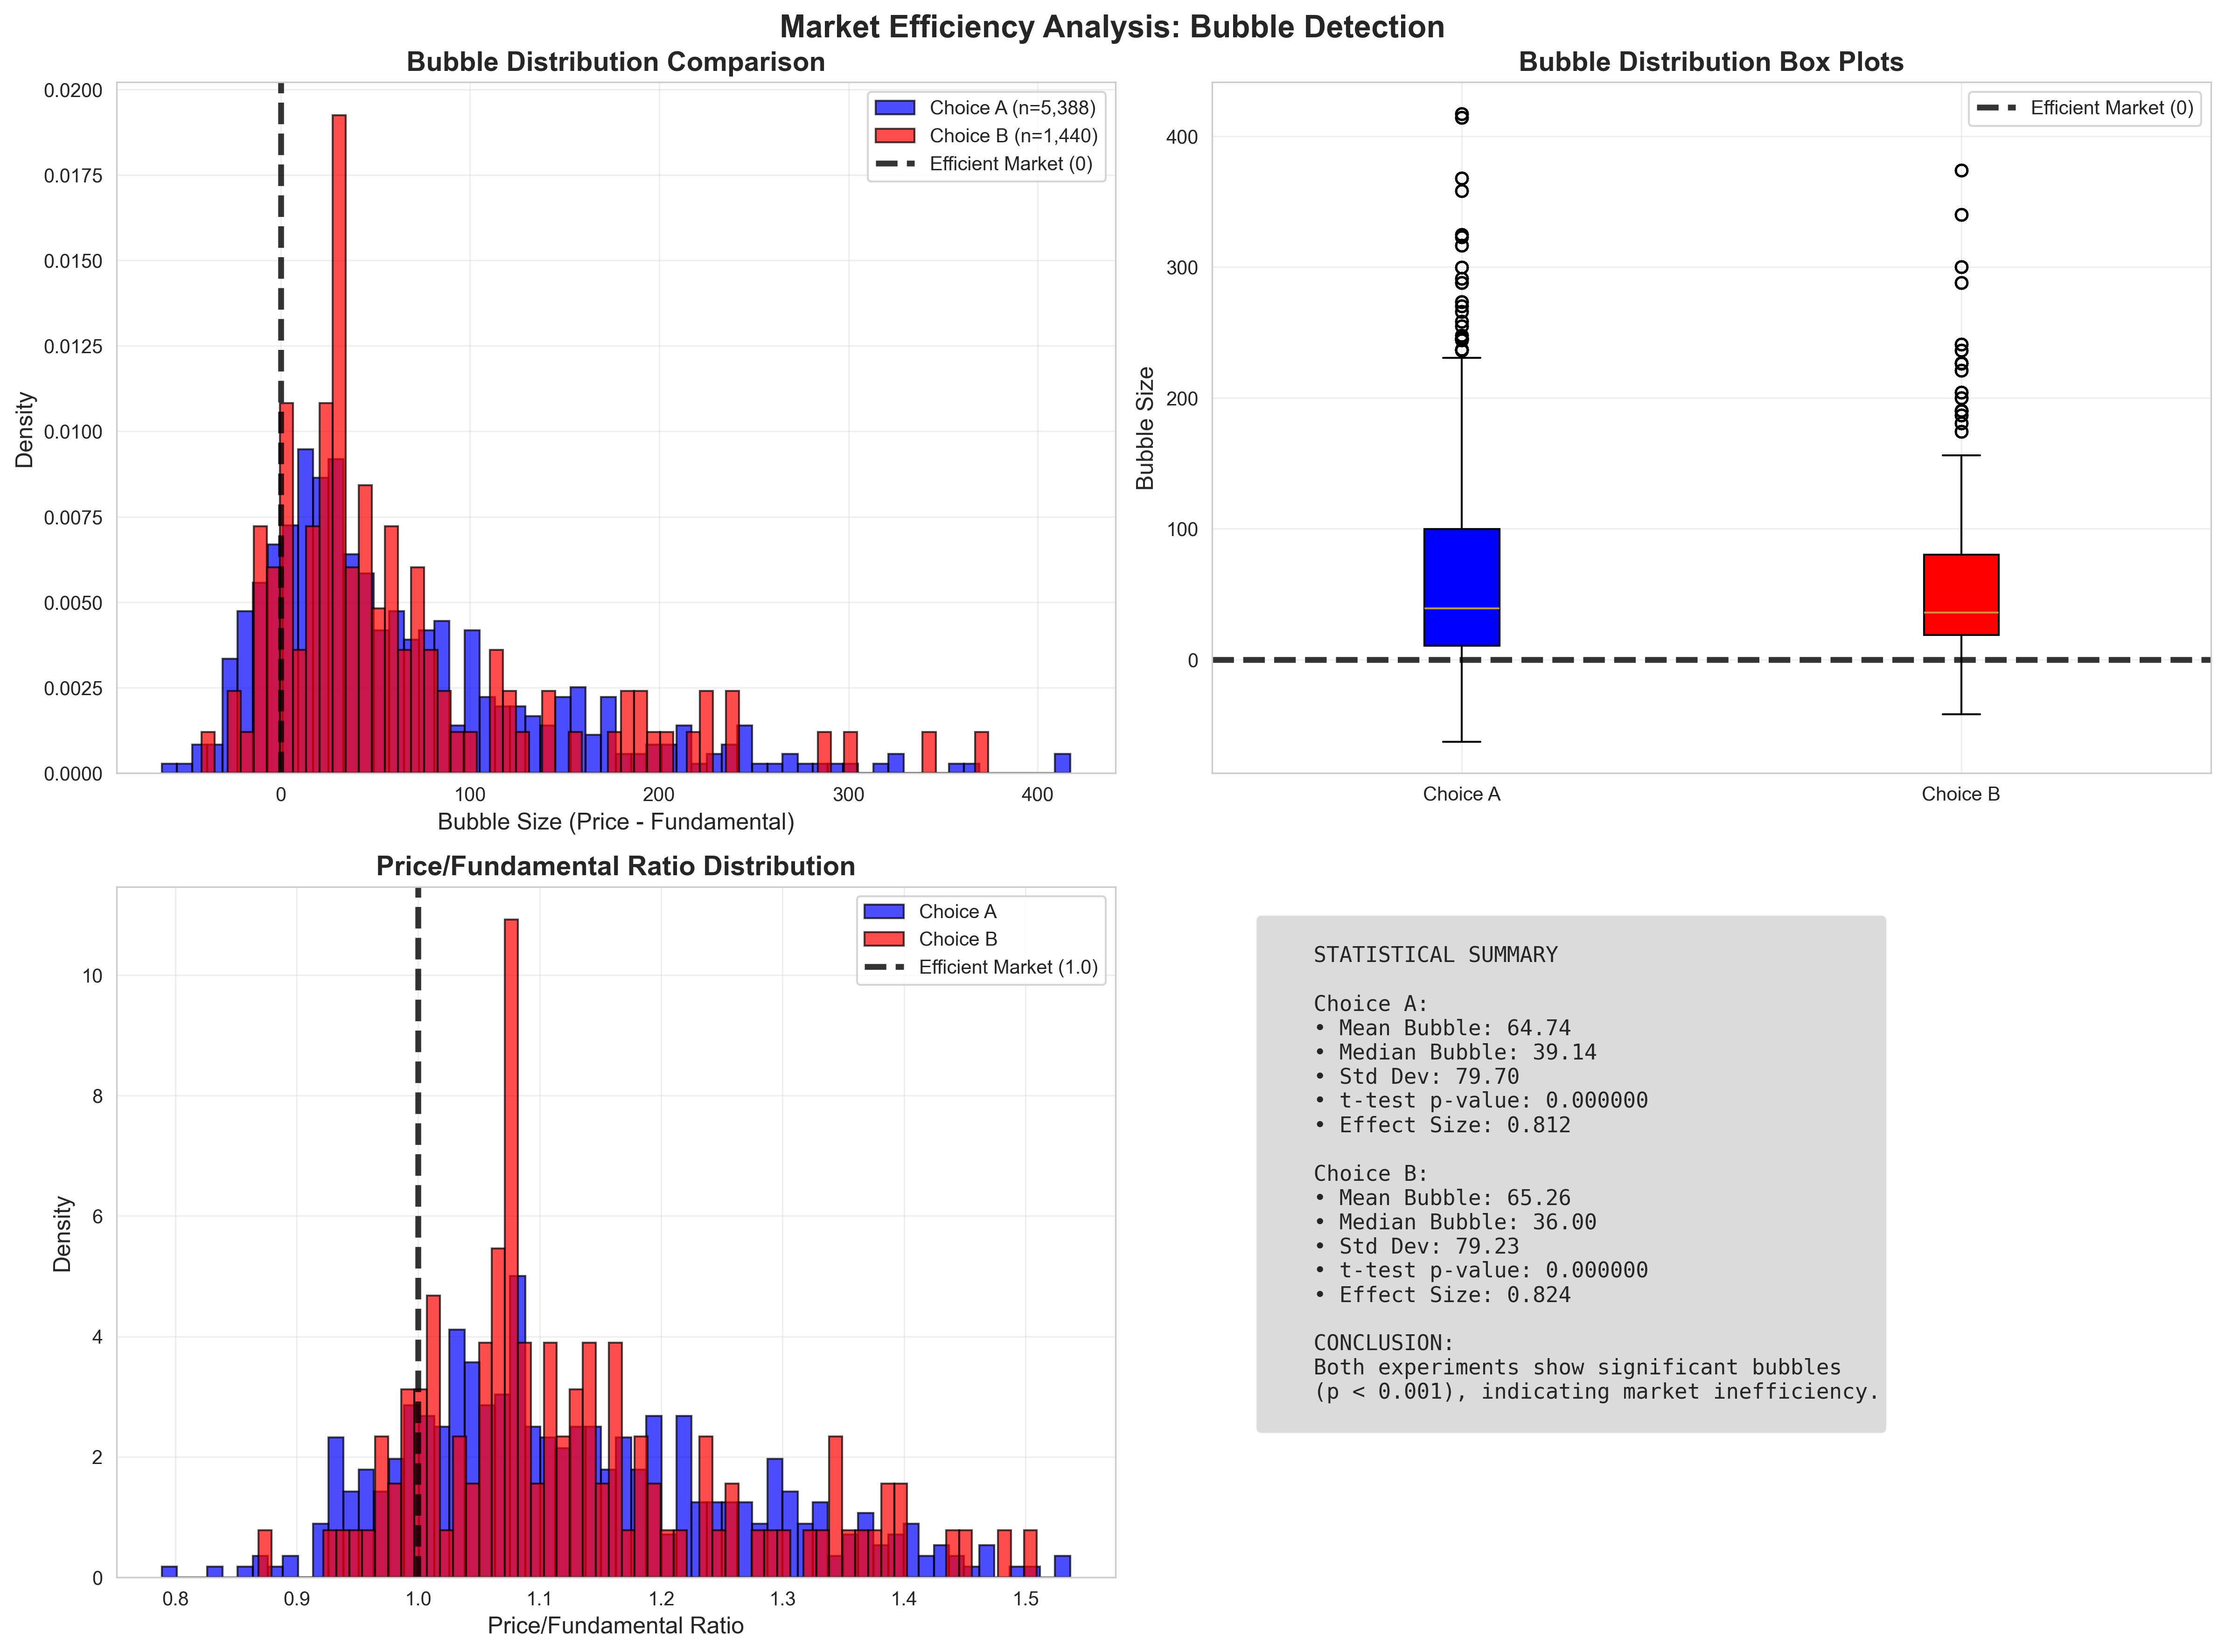 Market Efficiency Analysis: Bubble Detection
Bubble Distribution Comparison
Choice A (n=5,388)
Choice B (n=1,440)
Efficient Market (0)
Density
0.0200
0.0175
0.0150
0.0125
0.0100
0.0075
0.0050
0.0025
0.0000
0 100 200 300 400
Bubble Size (Price - Fundamental)
Bubble Distribution Box Plots
Efficient Market (0)
Bubble Size
400
300
200
100
0
Choice A Choice B
Price/Fundamental Ratio Distribution
Choice A
Choice B
Efficient Market (1.0)
Density
10
8
6
4
2
0
0.8 0.9 1.0 1.1 1.2 1.3 1.4 1.5
Price/Fundamental Ratio
STATISTICAL SUMMARY
Choice A:
• Mean Bubble: 64.74
• Median Bubble: 39.14
• Std Dev: 79.70
• t-test p-value: 0.000000
• Effect Size: 0.812
Choice B:
• Mean Bubble: 65.26
• Median Bubble: 36.00
• Std Dev: 79.23
• t-test p-value: 0.000000
• Effect Size: 0.824
CONCLUSION:
Both experiments show significant bubbles
(p < 0.001), indicating market inefficiency.